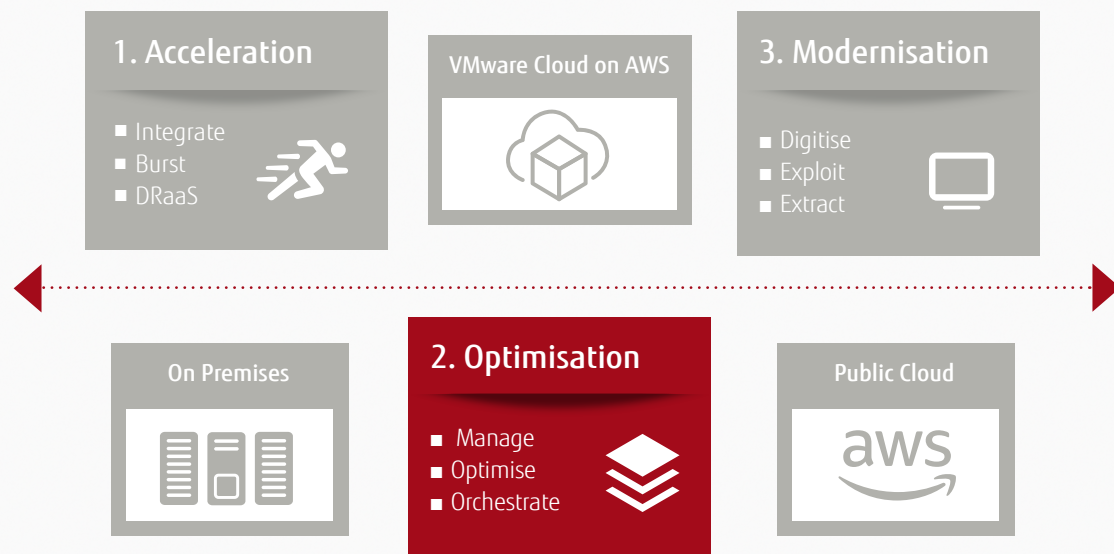 1. Acceleration
Integrate
Burst
DRaaS
VMware Cloud on AWS
3. Modernisation
Digitise
Exploit
Extract
On Premises
2. Optimisation
Manage
Optimise
Orchestrate
Public Cloud
aws